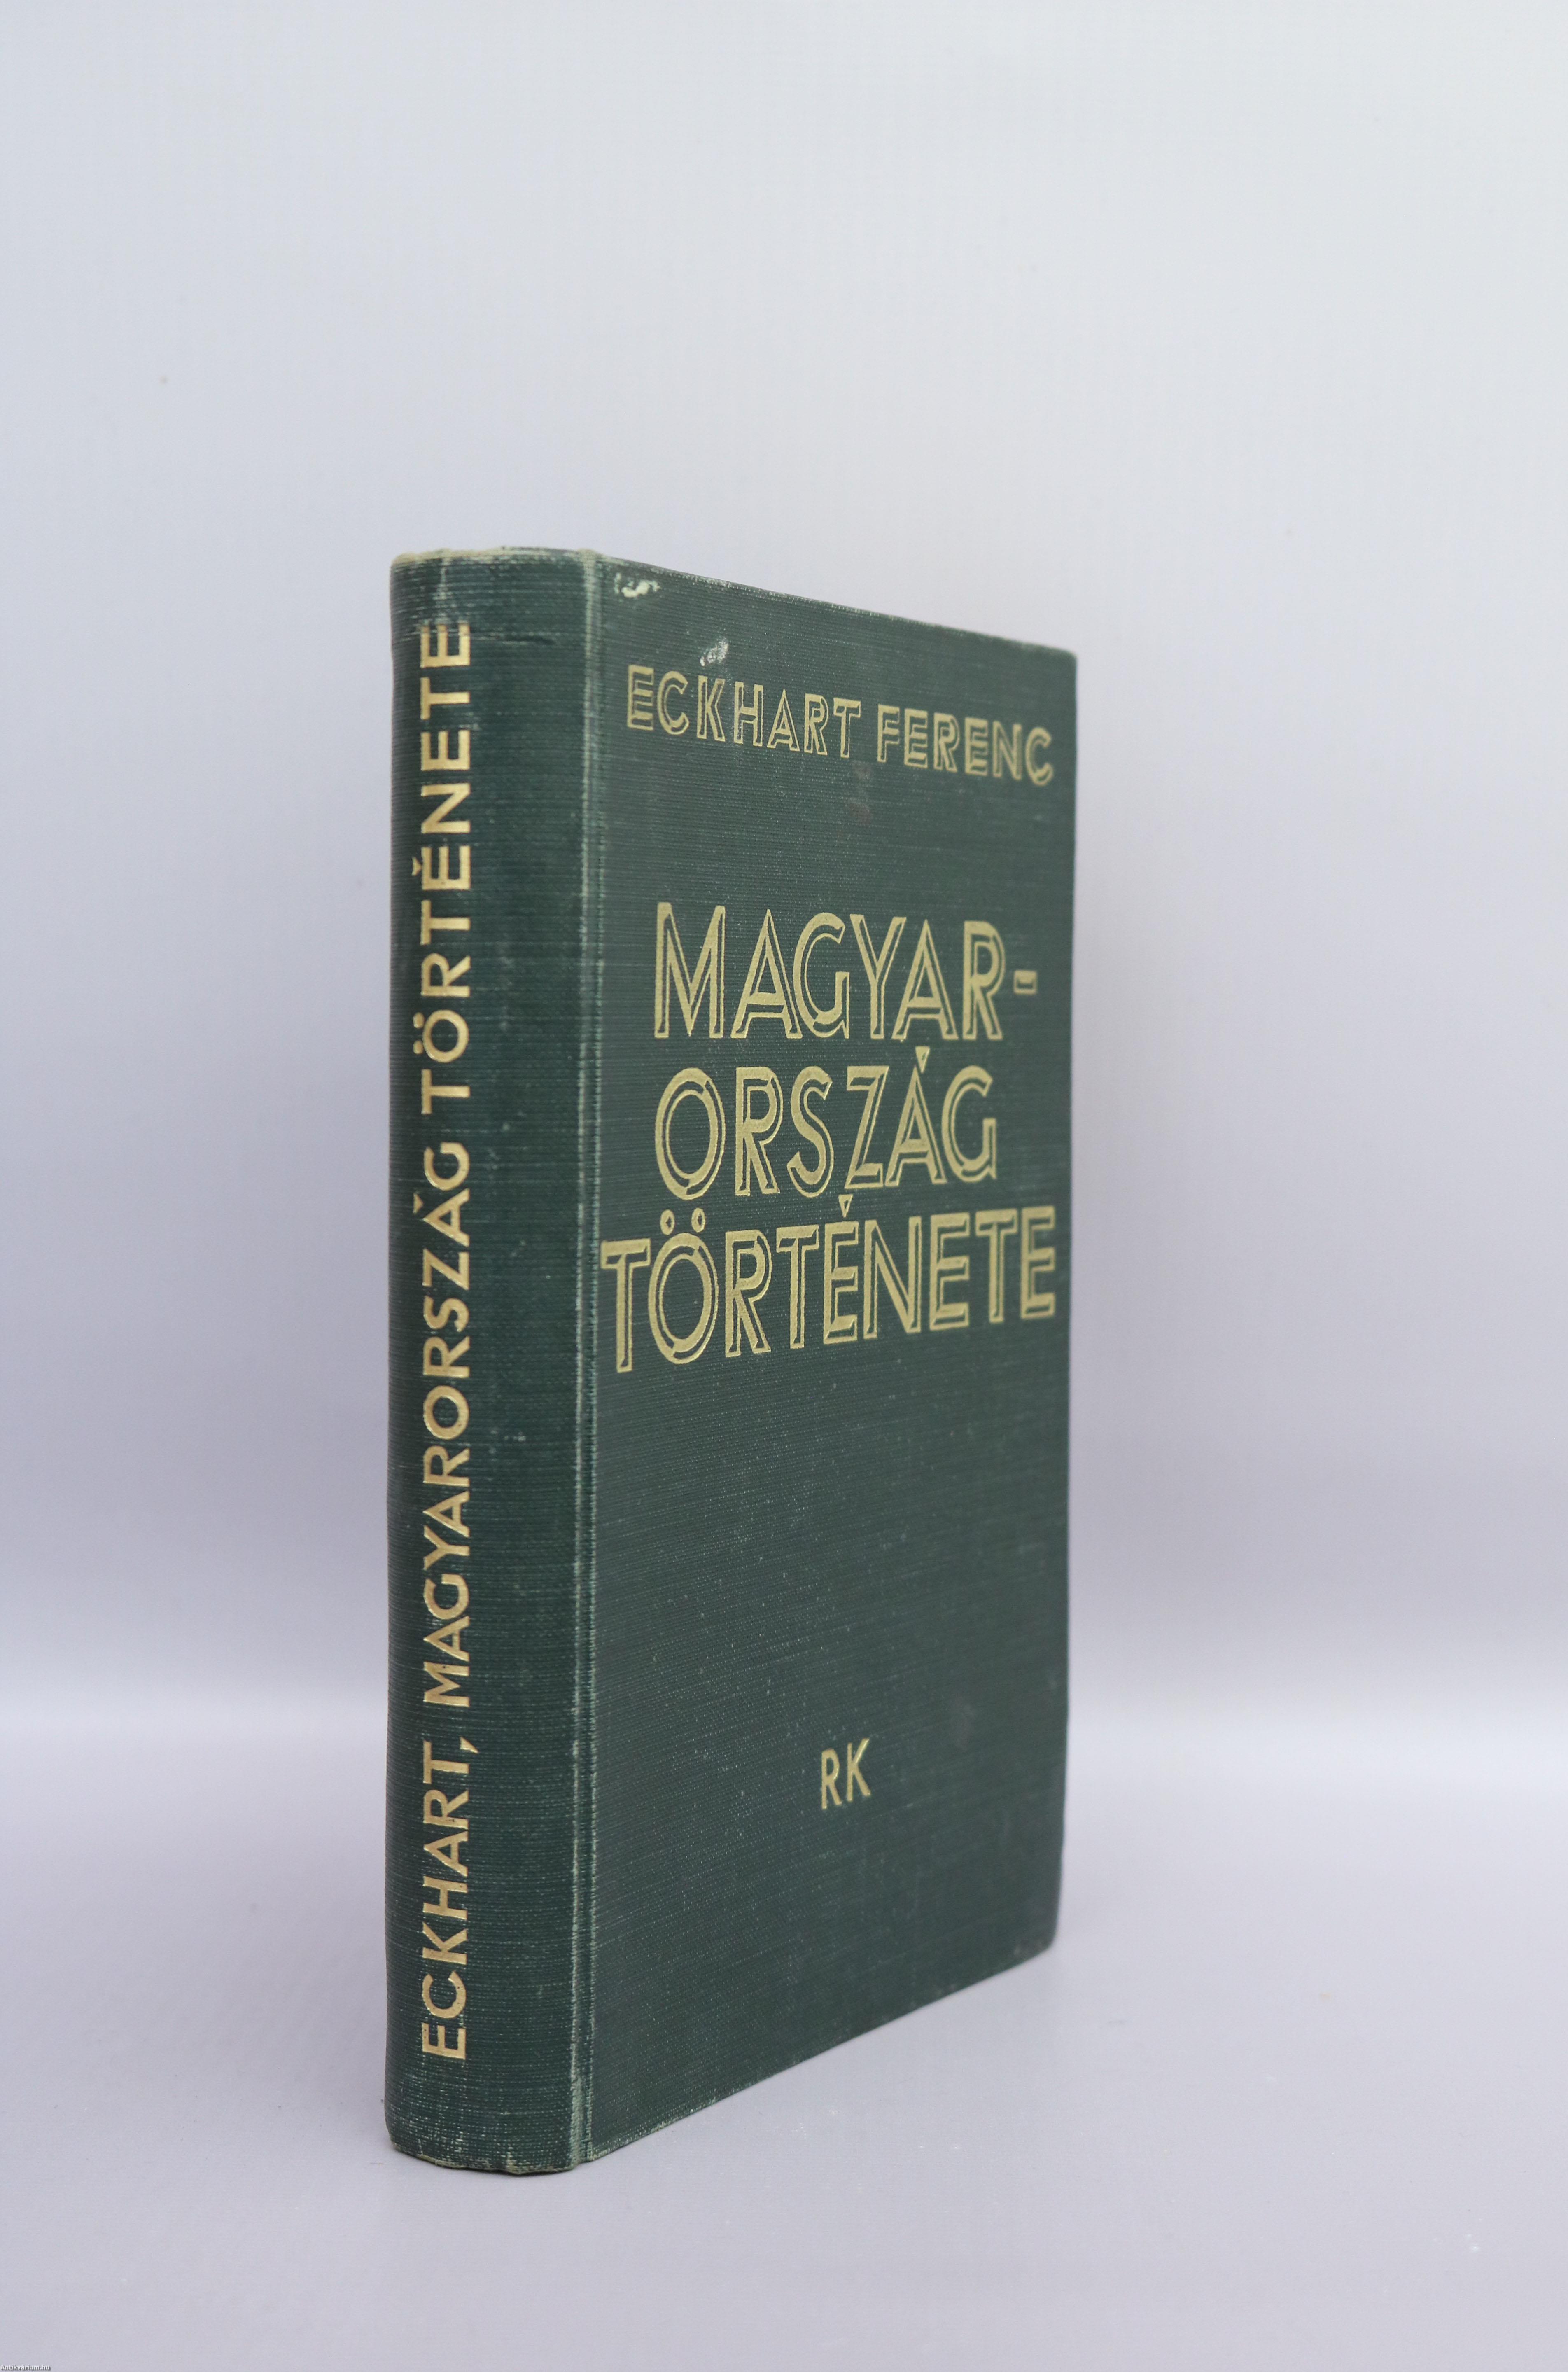 ECKHART, MAGYARORSZÁG TÖRTÉNETE
ECKHART FERENC
MAGYAR-
ORSZÁG
TÖRTÉNETE
RK